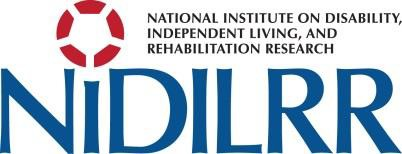 NATIONAL INSTITUTE ON DISABILITY,
INDEPENDENT LIVING, AND
REHABILITATION RESEARCH
NiDILRR